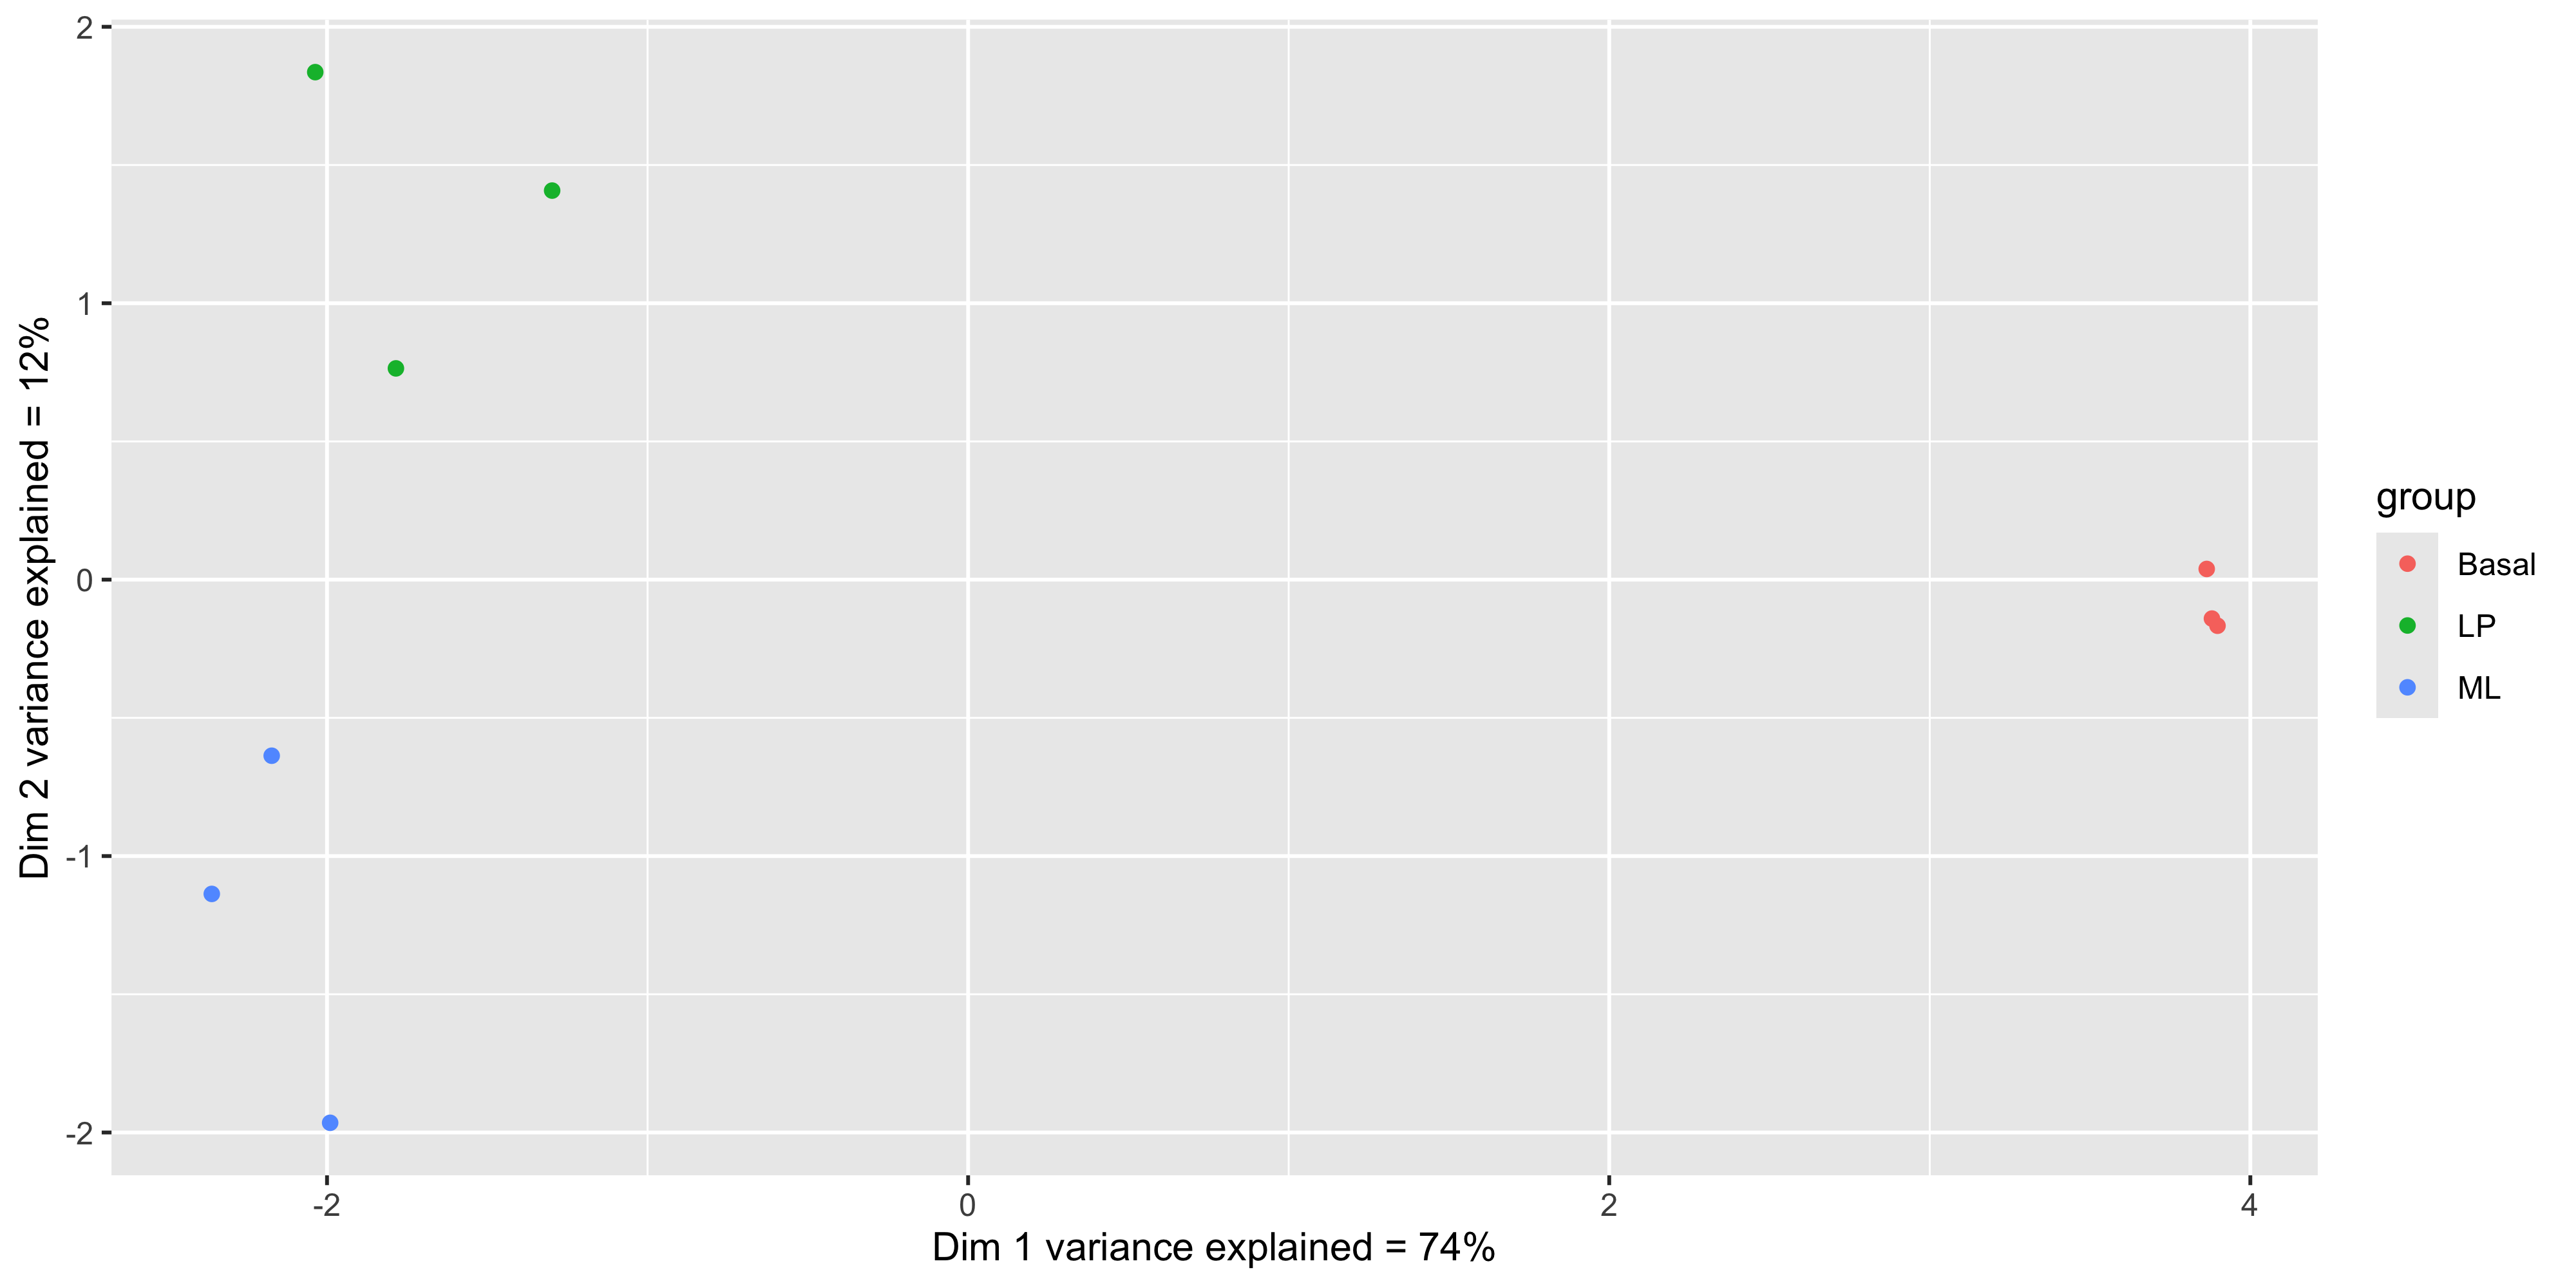 Dim 2 variance explained = 12%
2
1
0
-1
-2
-2
0
2
4
Dim 1 variance explained = 74%
group
Basal
LP
ML